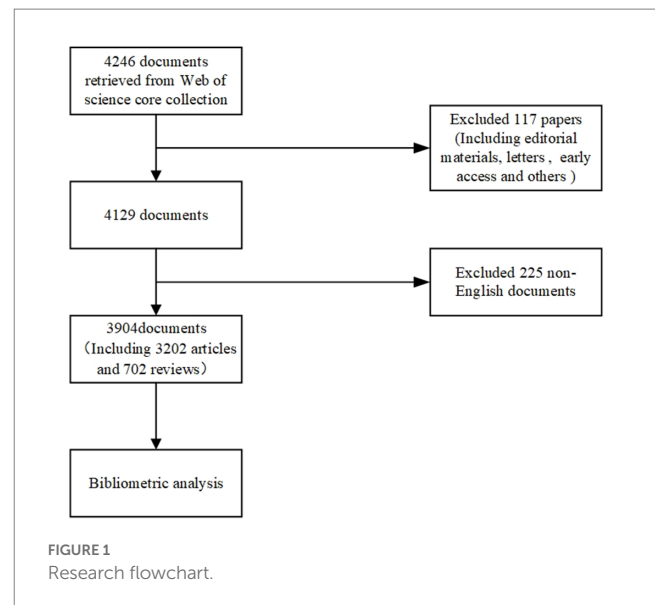 4246 documents
retrieved from Web of
science core collection
Excluded 117 papers
(Including editorial
materials, letters , early
access and others )
4129 documents
Excluded 225 non-
English documents
3904documents
（Including 3202 articles
and 702 reviews）
Bibliometric analysis
FIGURE 1
Research flowchart.